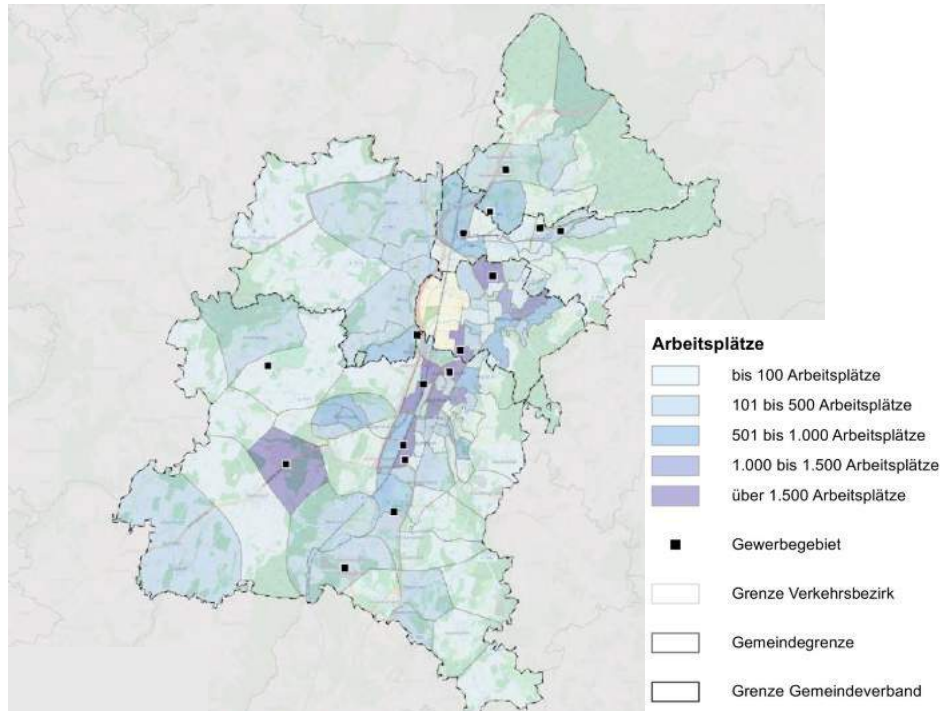 Arbeitsplätze
bis 100 Arbeitsplätze
101 bis 500 Arbeitsplätze
501 bis 1.000 Arbeitsplätze
1.000 bis 1.500 Arbeitsplätze
über 1.500 Arbeitsplätze
Gewerbegebiet
Grenze Verkehrsbezirk
Gemeindegrenze
Grenze Gemeindeverband